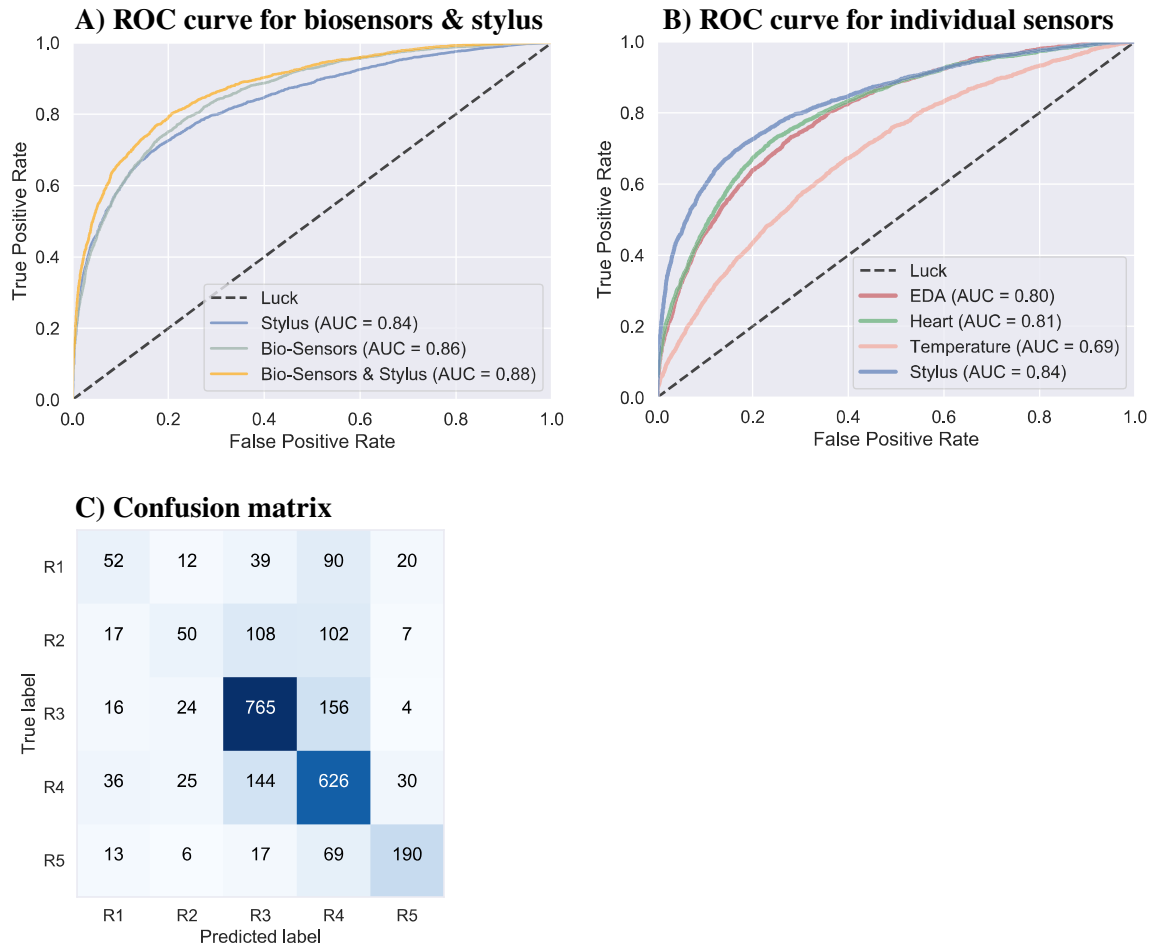 A) ROC curve for biosensors & stylus
1.0
0.8
0.6
0.4
0.2
0.0
True Positive Rate
Luck
Stylus (AUC = 0.84)
Bio-Sensors (AUC = 0.86)
Bio-Sensors & Stylus (AUC = 0.88)
0.0 0.2 0.4 0.6 0.8 1.0
False Positive Rate
B) ROC curve for individual sensors
1.0
0.8
0.6
0.4
0.2
0.0
True Positive Rate
Luck
EDA (AUC = 0.80)
Heart (AUC = 0.81)
Temperature (AUC = 0.69)
Stylus (AUC = 0.84)
0.0 0.2 0.4 0.6 0.8 1.0
False Positive Rate
C) Confusion matrix
True label
R1 52 12 39 90 20
R2 17 50 108 102 7
R3 16 24 765 156 4
R4 36 25 144 626 30
R5 13 6 17 69 190
R1 R2 R3 R4 R5
Predicted label